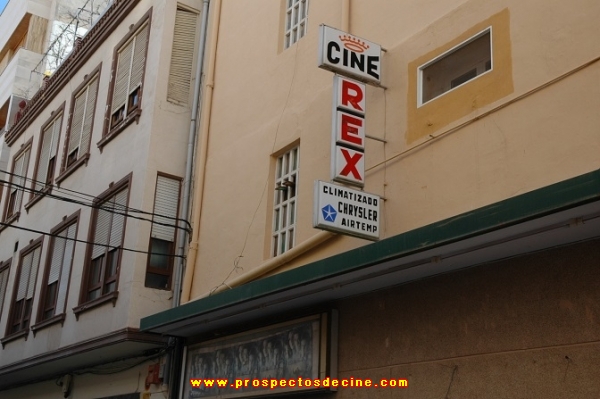 CINE
REX
CLIMATIZADO
CHRYSLER
AIRTEMP
www.prospectosdecine.com